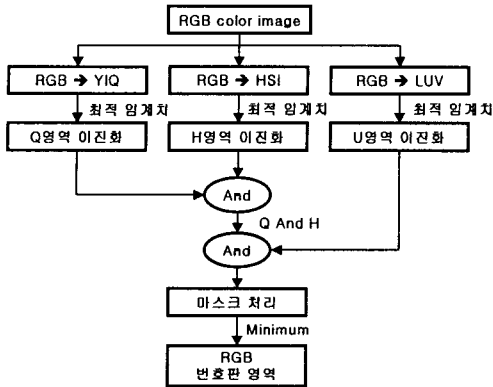 RGB color image
RGB → YIQ
RGB → HSI
RGB → LUV
최적 임계치
최적 임계치
최적 임계치
Q영역 이진화
H영역 이진화
U영역 이진화
And
Q And H
And
마스크 처리
Minimum
RGB
번호판 영역